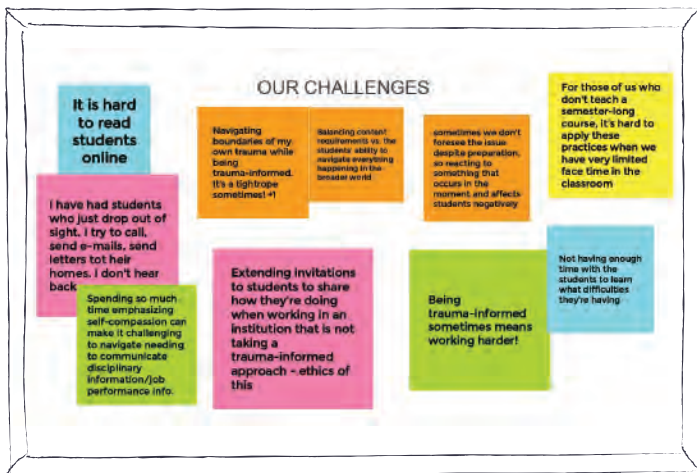 OUR CHALLENGES
It is hard
to read
students
online
I have had students
who just drop out of
sight. I try to call,
send e-mails, send
letters tot heir
homes. I don't hear
back
Spending so much
time emphasizing
self-compassion can
make it challenging
to navigate needing
to communicate
disciplinary
information/job
performance info.
Navigating
boundaries of my
own trauma while
being
trauma-informed.
It's a tightrope
sometimes! +1
Balancing content
requirements vs. the
students' ability to
navigate everything
happening in the
broader world
Extending invitations
to students to share
how they're doing
when working in an
institution that is not
taking a
trauma-informed
approach - ethics of
this
sometimes we don't
foresee the issue
despite preparation,
so reacting to
something that
occurs in the
moment and affects
students negatively
Being
trauma-informed
sometimes means
working harder!
For those of us who
don't teach a
semester-long
course, it's hard to
apply these
practices when we
have very limited
face time in the
classroom
Not having enough
time with the
students to learn
what difficulties
they're having